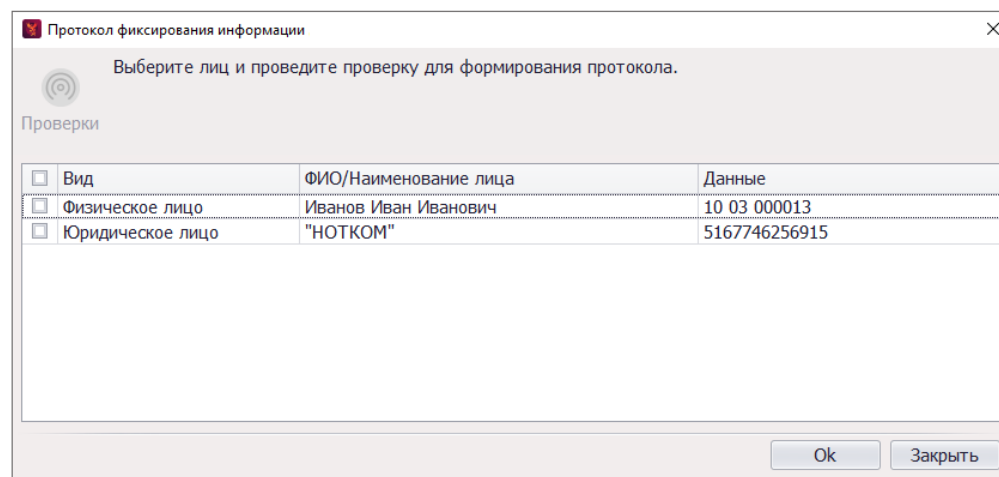 Протокол фиксирования информации
Выберите лиц и проведите проверку для формирования протокола.
Проверки
Вид ФИО/Наименование лица Данные
Физическое лицо Иванов Иван Иванович 10 03 000013
Юридическое лицо "НОТКОМ" 5167746256915
Ok Закрыть